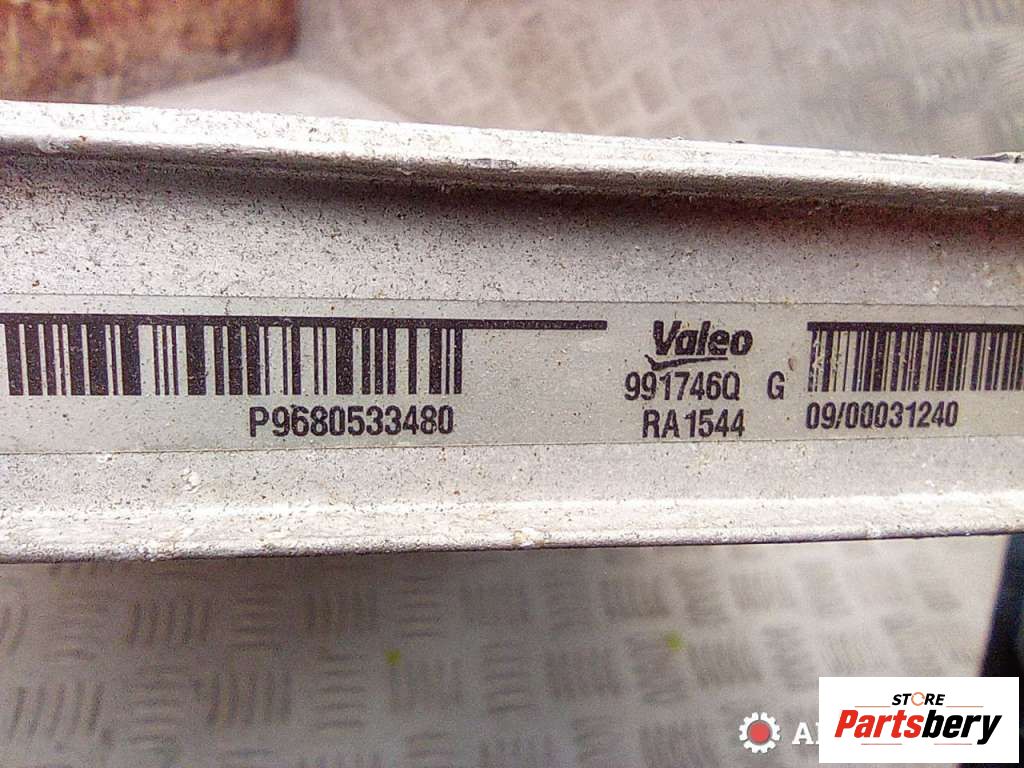 P9680533480
Valeo
991746Q G
RA1544
09/00031240
STORE
Partsbery